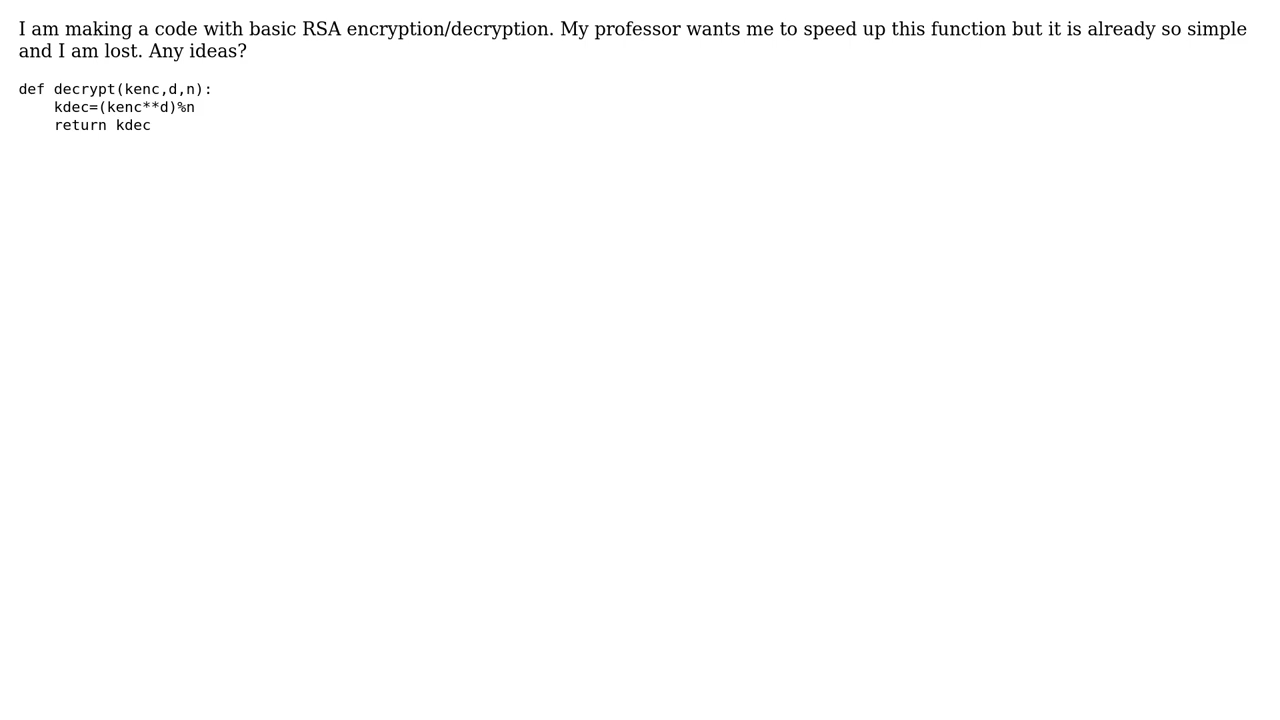 I am making a code with basic RSA encryption/decryption. My professor wants me to speed up this function but it is already so simple
and I am lost. Any ideas?
def decrypt(kenc,d,n):
    kdec=(kenc**d)%n
    return kdec